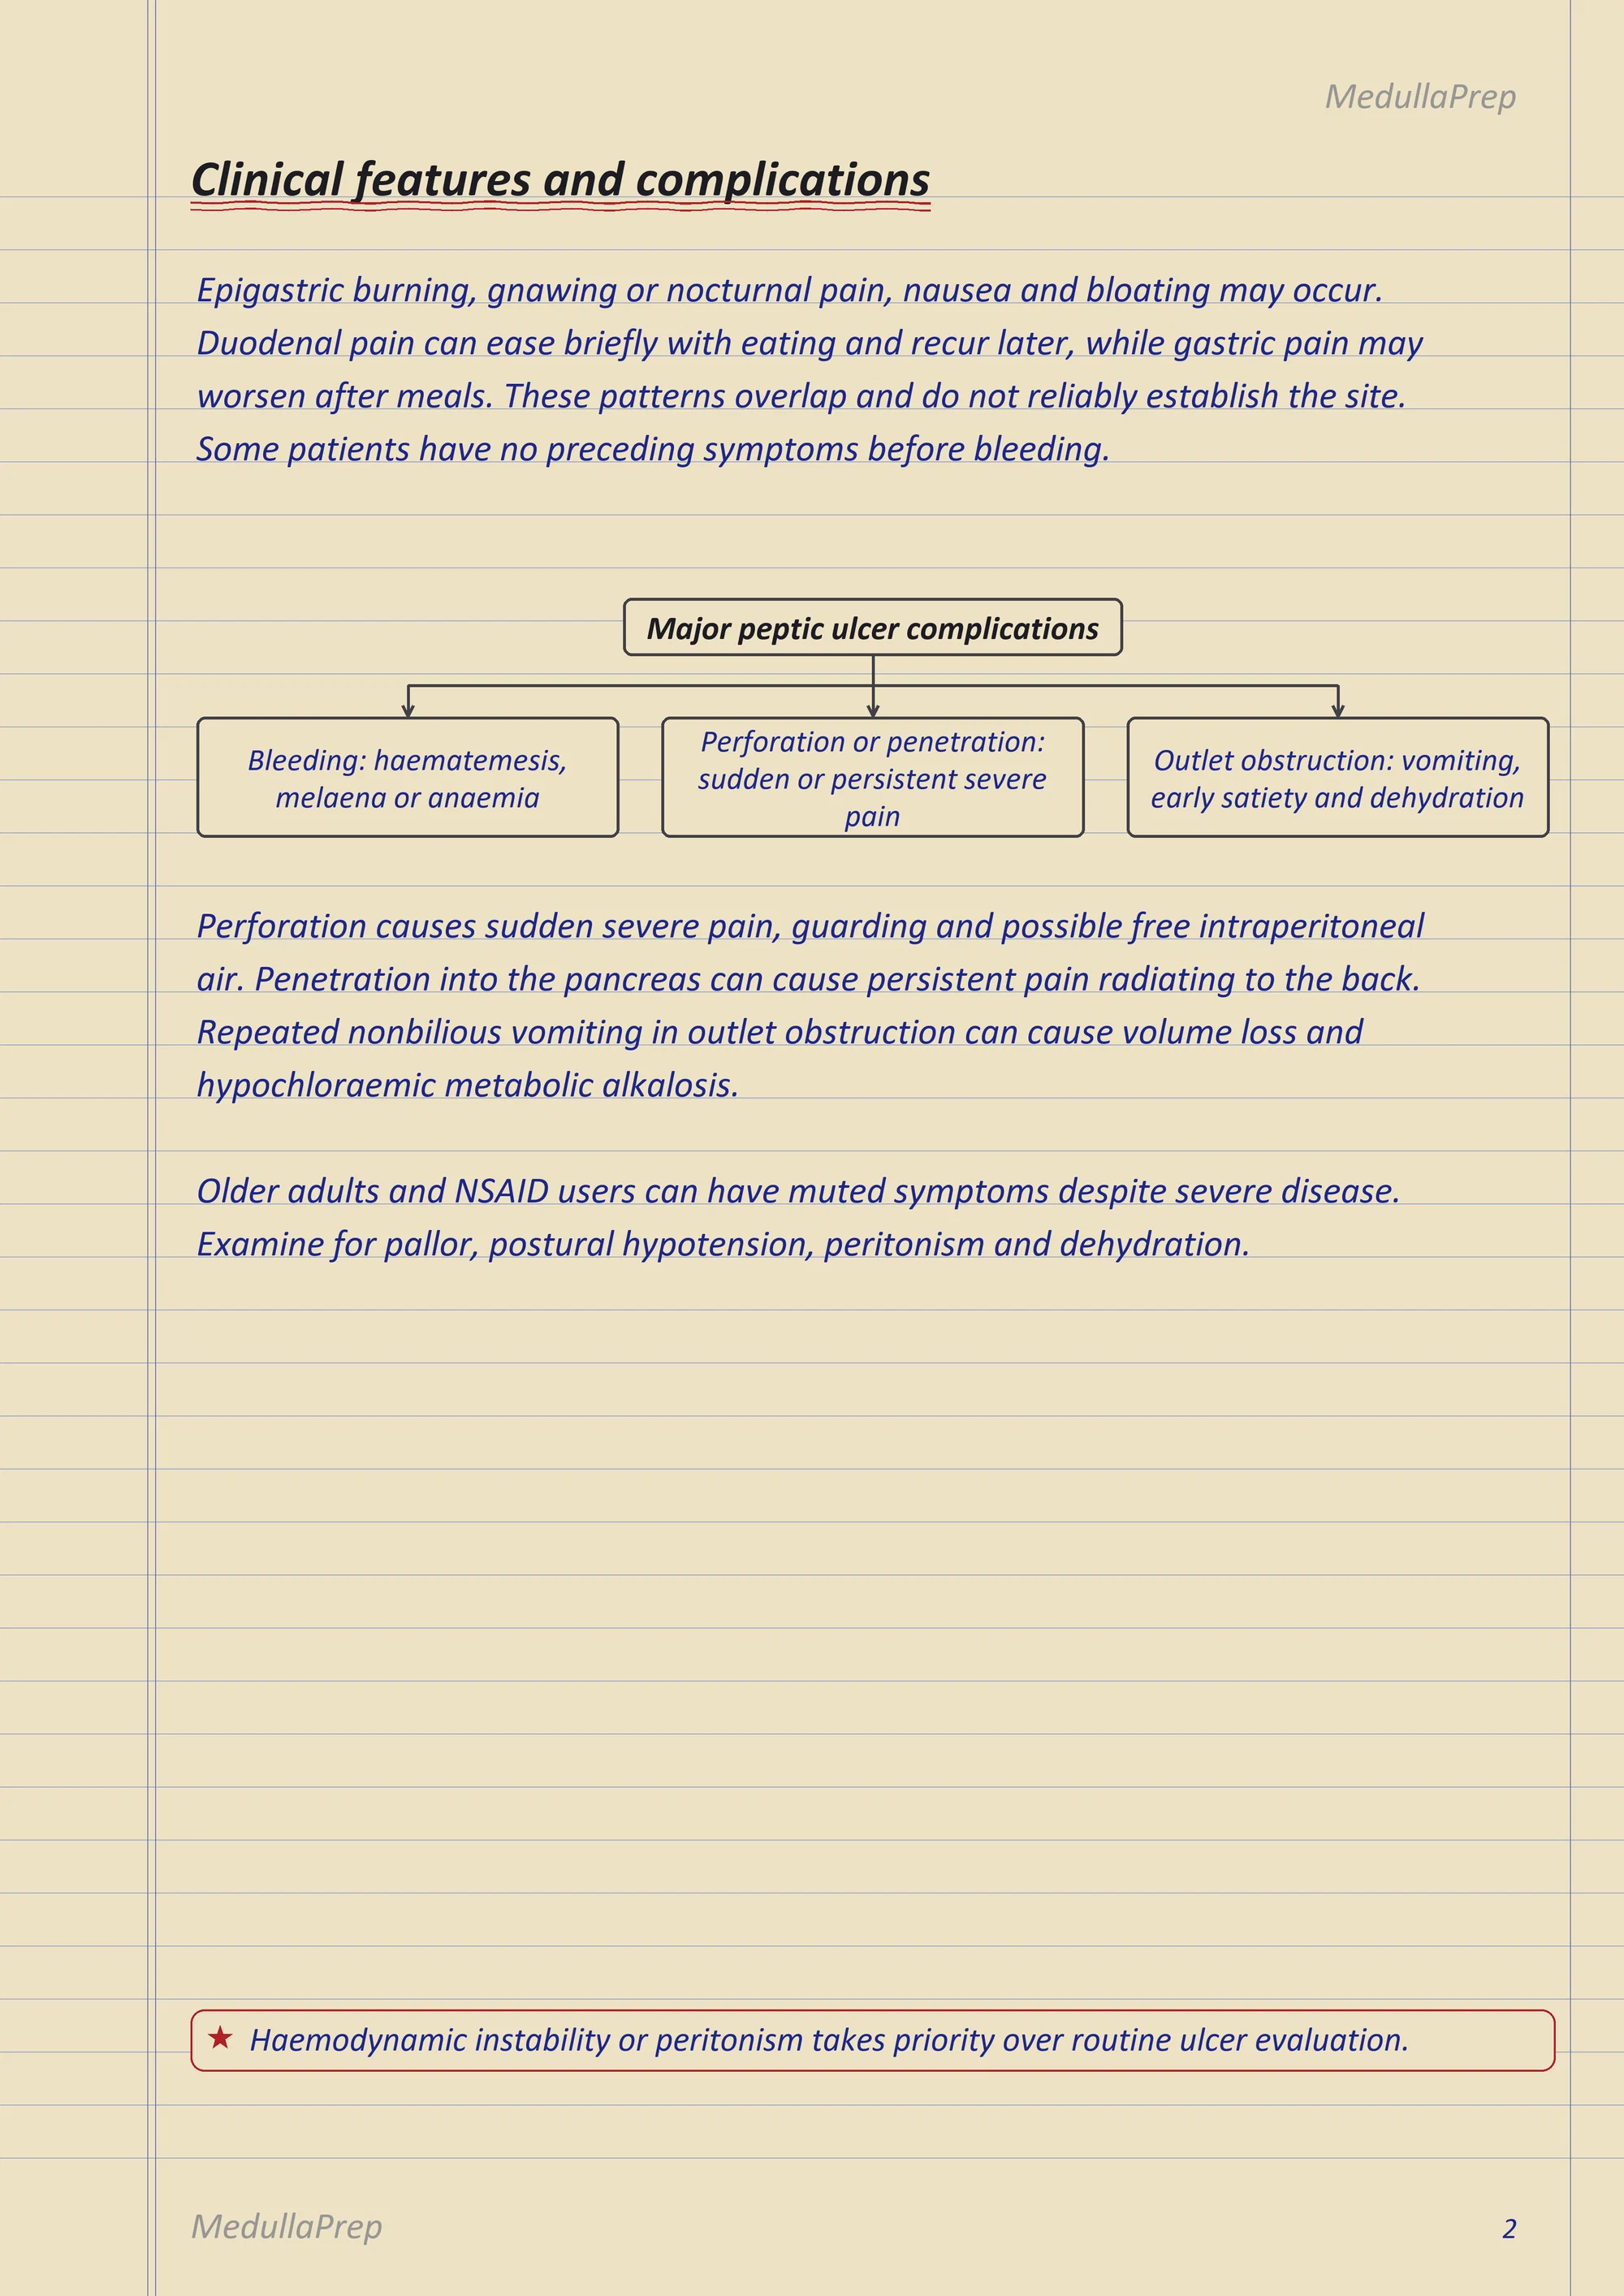 MedullaPrep
Clinical features and complications
Epigastric burning, gnawing or nocturnal pain, nausea and bloating may occur.
Duodenal pain can ease briefly with eating and recur later, while gastric pain may
worsen after meals. These patterns overlap and do not reliably establish the site.
Some patients have no preceding symptoms before bleeding.
Major peptic ulcer complications
Bleeding: haematemesis,
melaena or anaemia
Perforation or penetration:
sudden or persistent severe
pain
Outlet obstruction: vomiting,
early satiety and dehydration
Perforation causes sudden severe pain, guarding and possible free intraperitoneal
air. Penetration into the pancreas can cause persistent pain radiating to the back.
Repeated nonbilious vomiting in outlet obstruction can cause volume loss and
hypochloraemic metabolic alkalosis.
Older adults and NSAID users can have muted symptoms despite severe disease.
Examine for pallor, postural hypotension, peritonism and dehydration.
★ Haemodynamic instability or peritonism takes priority over routine ulcer evaluation.
MedullaPrep
2